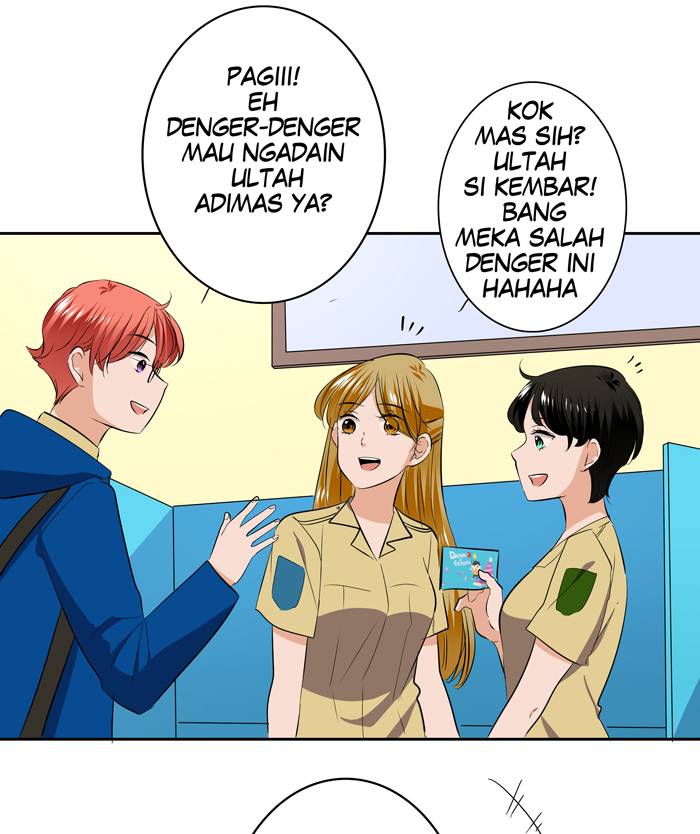 PAGIII!
EH
DENGER-DENGER
MAU NGADAIN
ULTAH
ADIMAS YA?
KOK
MAS SIH?
ULTAH
SI KEMBAR!
BANG
MEKA SALAH
DENGER INI
HAHAHA